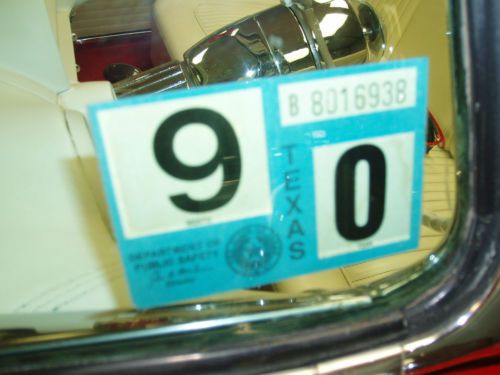 B 8016938
9
TEXAS
0
DEPARTMENT OF
PUBLIC SAFETY